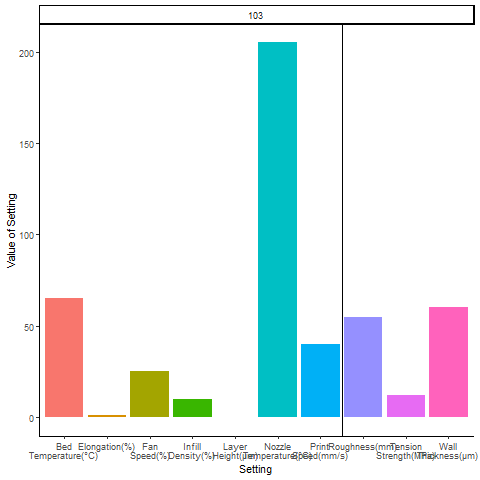 103
200
150
100
50
0
Value of Setting
Bed
Temperature(°C)
Elongation(%)
Fan
Speed(%)
Infill
Density(%)
Layer
Height(µm)
Nozzle
Temperature(°C)
Print
Speed(mm/s)
Roughness(mm)
Tension
Strength(MPa)
Wall
Thickness(µm)
Setting